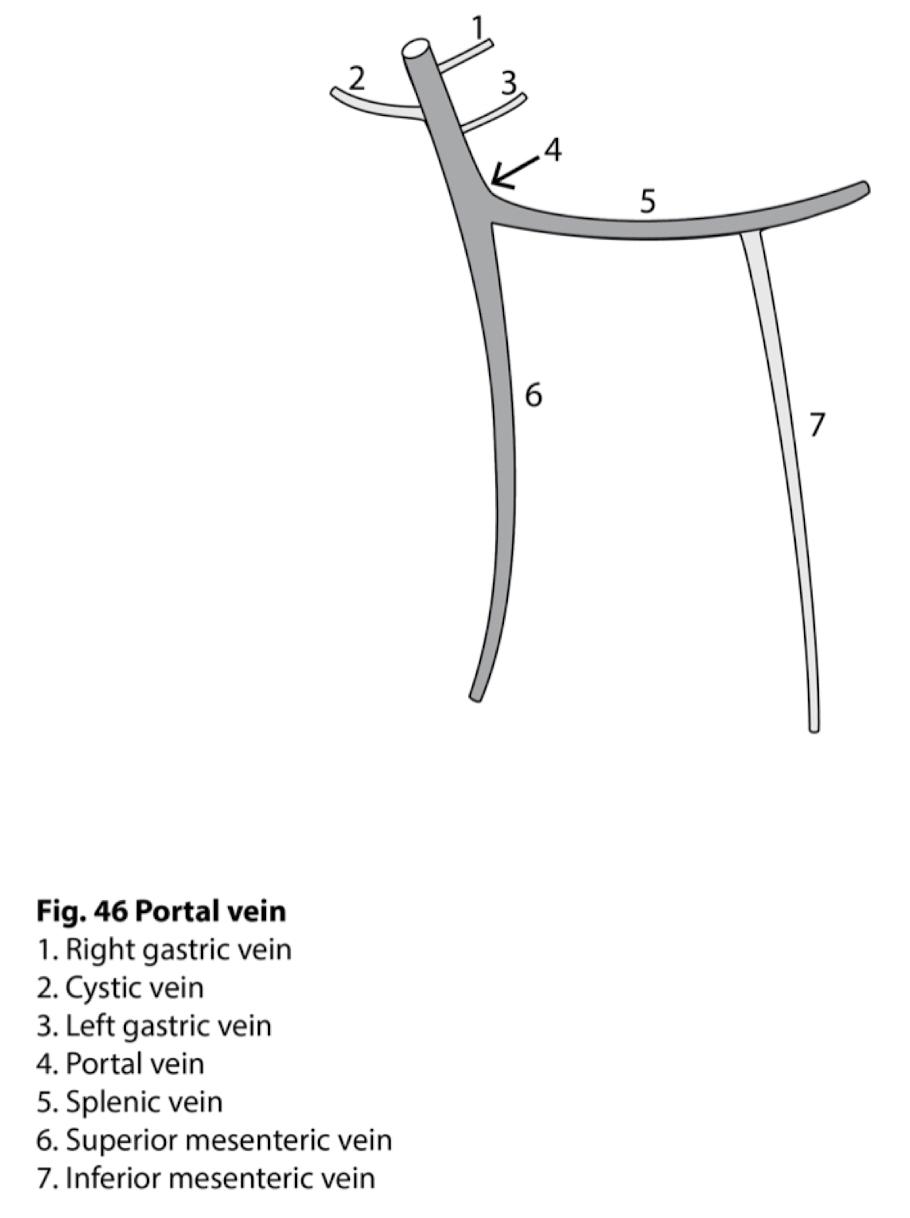 1
2
3
4
5
6
7
Fig. 46 Portal vein
1. Right gastric vein
2. Cystic vein
3. Left gastric vein
4. Portal vein
5. Splenic vein
6. Superior mesenteric vein
7. Inferior mesenteric vein